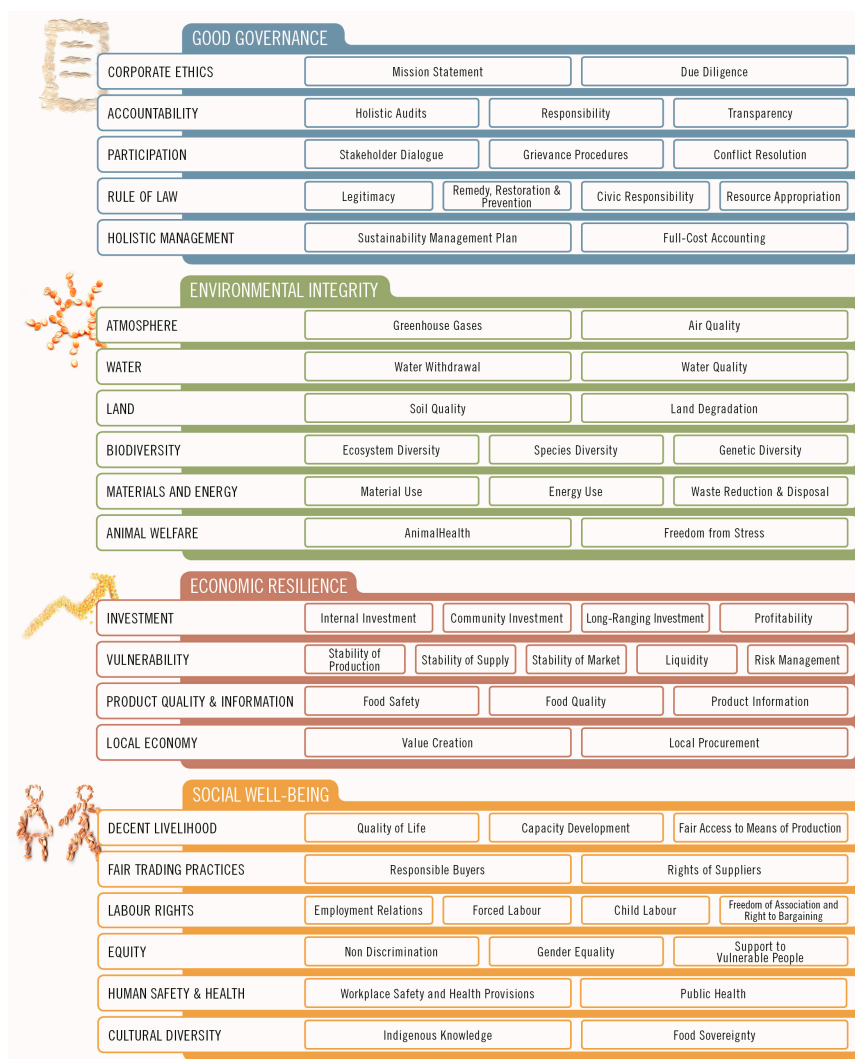 GOOD GOVERNANCE
CORPORATE ETHICS
Mission Statement
Due Diligence
ACCOUNTABILITY
Holistic Audits
Responsibility
Transparency
PARTICIPATION
Stakeholder Dialogue
Grievance Procedures
Conflict Resolution
RULE OF LAW
Legitimacy
Remedy, Restoration &
Prevention
Civic Responsibility
Resource Appropriation
HOLISTIC MANAGEMENT
Sustainability Management Plan
Full-Cost Accounting
ENVIRONMENTAL INTEGRITY
ATMOSPHERE
Greenhouse Gases
Air Quality
WATER
Water Withdrawal
Water Quality
LAND
Soil Quality
Land Degradation
BIODIVERSITY
Ecosystem Diversity
Species Diversity
Genetic Diversity
MATERIALS AND ENERGY
Material Use
Energy Use
Waste Reduction & Disposal
ANIMAL WELFARE
AnimalHealth
Freedom from Stress
ECONOMIC RESILIENCE
INVESTMENT
Internal Investment
Community Investment
Long-Ranging Investment
Profitability
VULNERABILITY
Stability of
Production
Stability of Supply
Stability of Market
Liquidity
Risk Management
PRODUCT QUALITY & INFORMATION
Food Safety
Food Quality
Product Information
LOCAL ECONOMY
Value Creation
Local Procurement
SOCIAL WELL-BEING
DECENT LIVELIHOOD
Quality of Life
Capacity Development
Fair Access to Means of Production
FAIR TRADING PRACTICES
Responsible Buyers
Rights of Suppliers
LABOUR RIGHTS
Employment Relations
Forced Labour
Child Labour
Freedom of Association and
Right to Bargaining
EQUITY
Non Discrimination
Gender Equality
Support to
Vulnerable People
HUMAN SAFETY & HEALTH
Workplace Safety and Health Provisions
Public Health
CULTURAL DIVERSITY
Indigenous Knowledge
Food Sovereignty